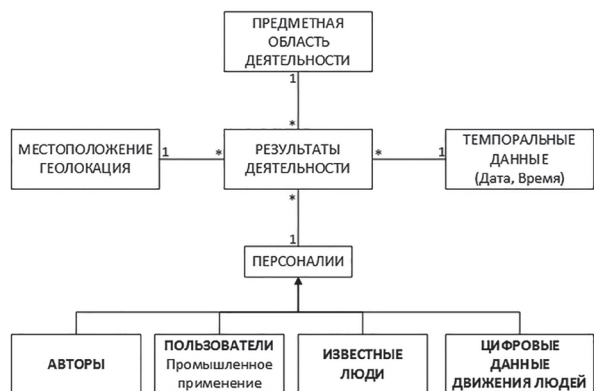 ПРЕДМЕТНАЯ
ОБЛАСТЬ
ДЕЯТЕЛЬНОСТИ
1
*
МЕСТОПОЛОЖЕНИЕ
ГЕОЛОКАЦИЯ
1
*
РЕЗУЛЬТАТЫ
ДЕЯТЕЛЬНОСТИ
*
1
ТЕМПОРАЛЬНЫЕ
ДАННЫЕ
(Дата, Время)
*
1
ПЕРСОНАЛИИ
АВТОРЫ
ПОЛЬЗОВАТЕЛИ
Промышленное
применение
ИЗВЕСТНЫЕ
ЛЮДИ
ЦИФРОВЫЕ
ДАННЫЕ
ДВИЖЕНИЯ ЛЮДЕЙ